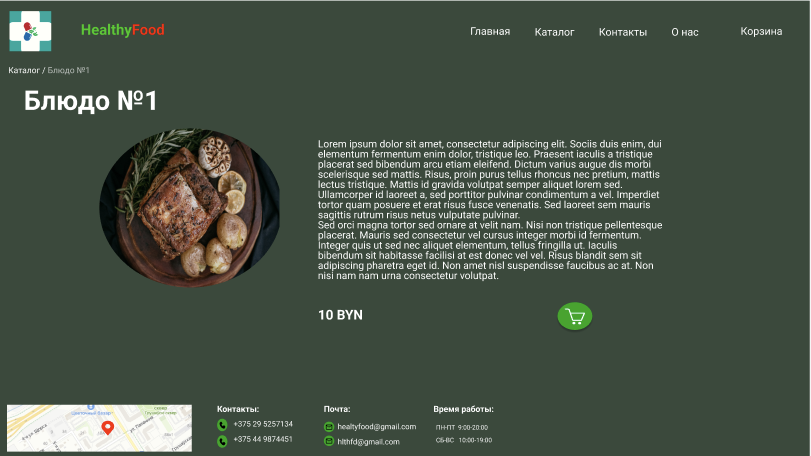 HealthyFood
Главная Каталог Контакты О нас Корзина
Каталог / Блюдо №1
Блюдо №1
Lorem ipsum dolor sit amet, consectetur adipiscing elit. Sociis duis enim, dui
elementum fermentum enim dolor, tristique leo. Praesent iaculis a tristique
placerat sed bibendum arcu etiam eleifend. Dictum varius augue dis morbi
scelerisque sed mattis. Risus, proin purus tellus rhoncus nec pretium, mattis
lectus tristique. Mattis id gravida volutpat semper aliquet lorem sed.
Ullamcorper id laoreet a, sed porttitor pulvinar condimentum a vel. Imperdiet
tortor quam posuere et erat risus fusce venenatis. Sed laoreet sem mauris
sagittis rutrum risus netus vulputate pulvinar.
Sed orci magna tortor sed ornare at velit nam. Nisi non tristique pellentesque
placerat. Mauris sed consectetur vel cursus integer morbi id fermentum.
Integer quis ut sed nec aliquet elementum, tellus fringilla ut. Iaculis
bibendum sit habitasse facilisi at est donec vel vel. Risus blandit sem sit
adipiscing pharetra eget id. Non amet nisl suspendisse faucibus ac at. Non
nisi nam nam urna consectetur volutpat.
10 BYN
Контакты:
+375 29 5257134
+375 44 9874451
Почта:
healtyfood@gmail.com
hlthfd@gmail.com
Время работы:
ПН-ПТ 9:00-20:00
СБ-ВС 10:00-19:00